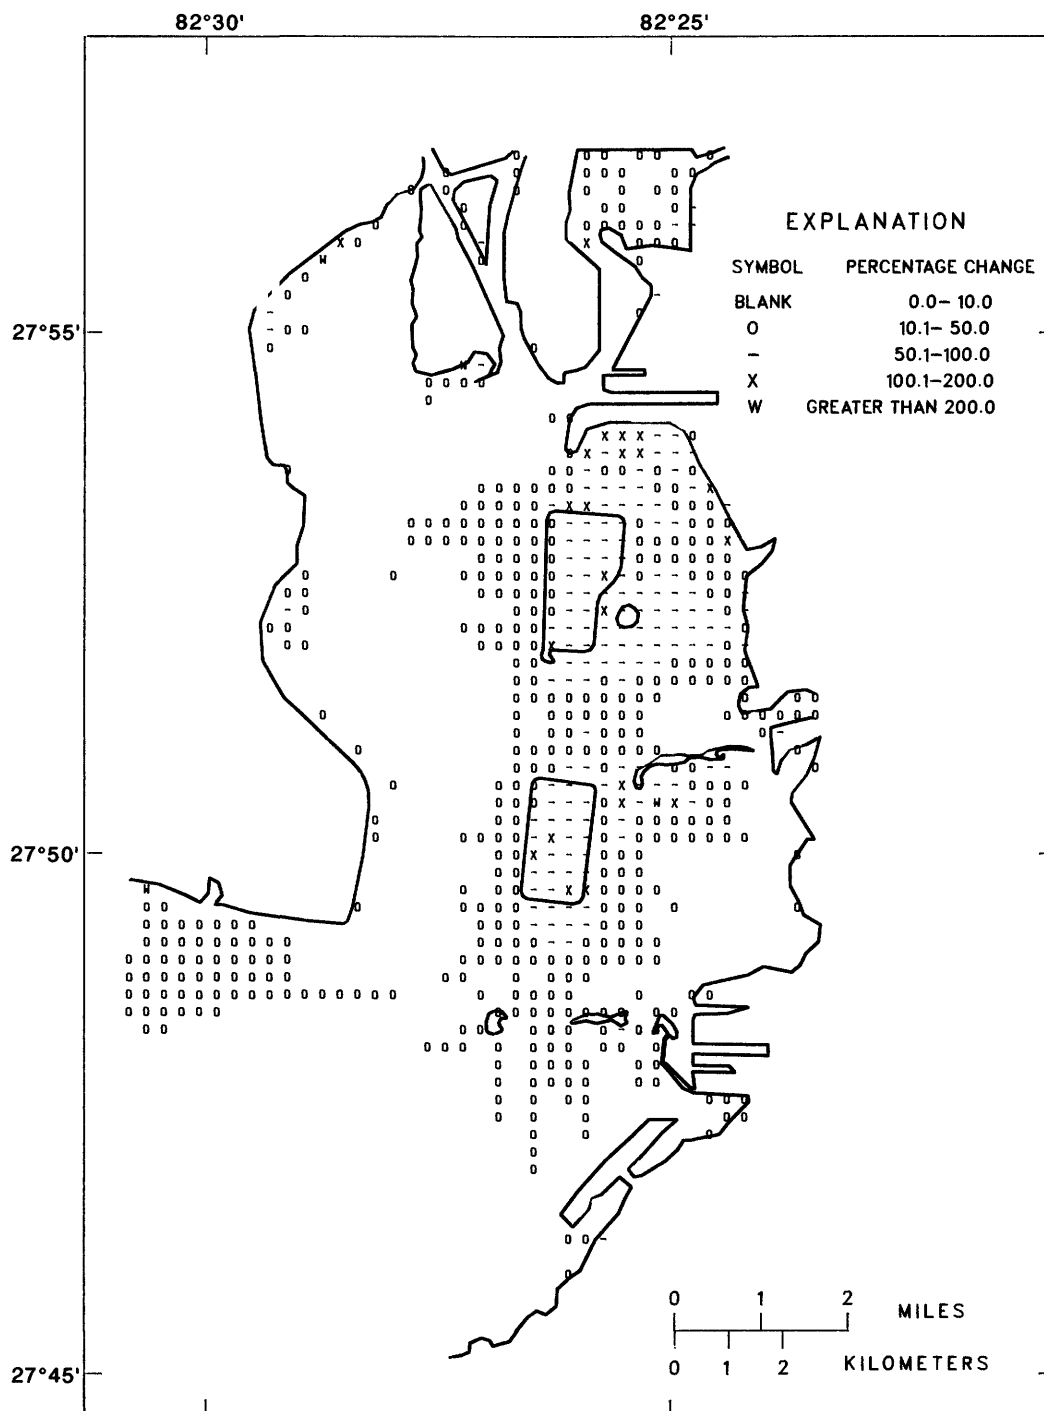 82°30' 82°25'
EXPLANATION
SYMBOL PERCENTAGE CHANGE
BLANK 0.0– 10.0
O 10.1– 50.0
– 50.1–100.0
X 100.1–200.0
W GREATER THAN 200.0
27°55'
27°50'
27°45'
0 1 2 MILES
0 1 2 KILOMETERS